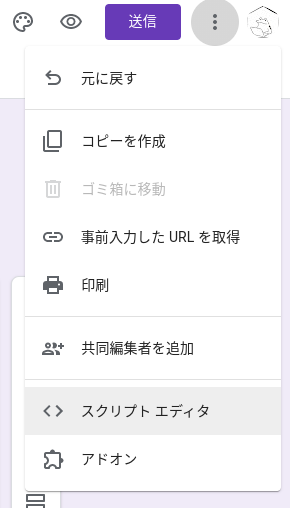 送信
元に戻す
コピーを作成
ゴミ箱に移動
事前入力した URL を取得
印刷
共同編集者を追加
スクリプト エディタ
アドオン